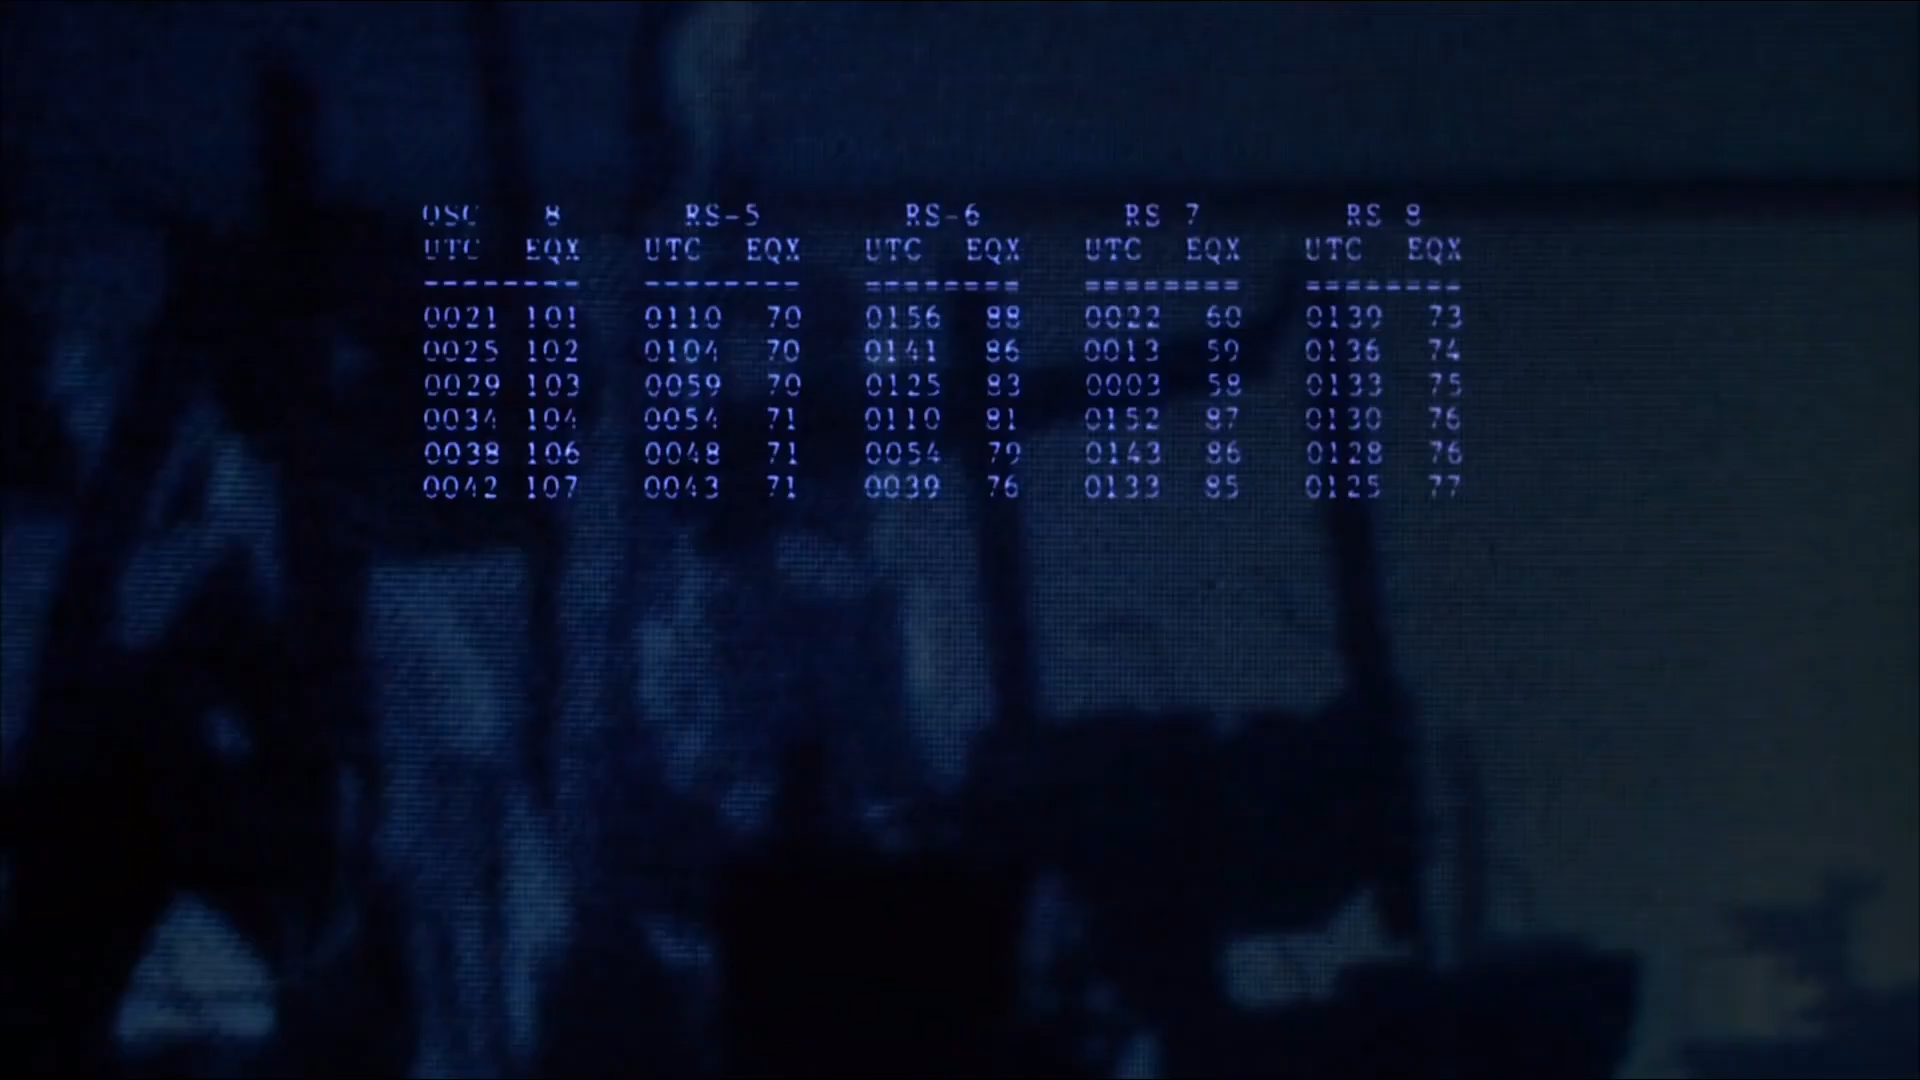 OSC 8 RS-5 RS-6 RS 7 RS 8
UTC EQX UTC EQX UTC EQX UTC EQX UTC EQX
--------- --------- --------- --------- ---------
0021 101 0110 70 0156 88 0022 60 0139 73
0025 102 0104 70 0141 86 0013 59 0136 74
0029 103 0059 70 0125 83 0003 58 0133 75
0034 104 0054 71 0110 81 0152 87 0130 76
0038 106 0048 71 0054 79 0143 86 0128 76
0042 107 0043 71 0039 76 0133 85 0125 77